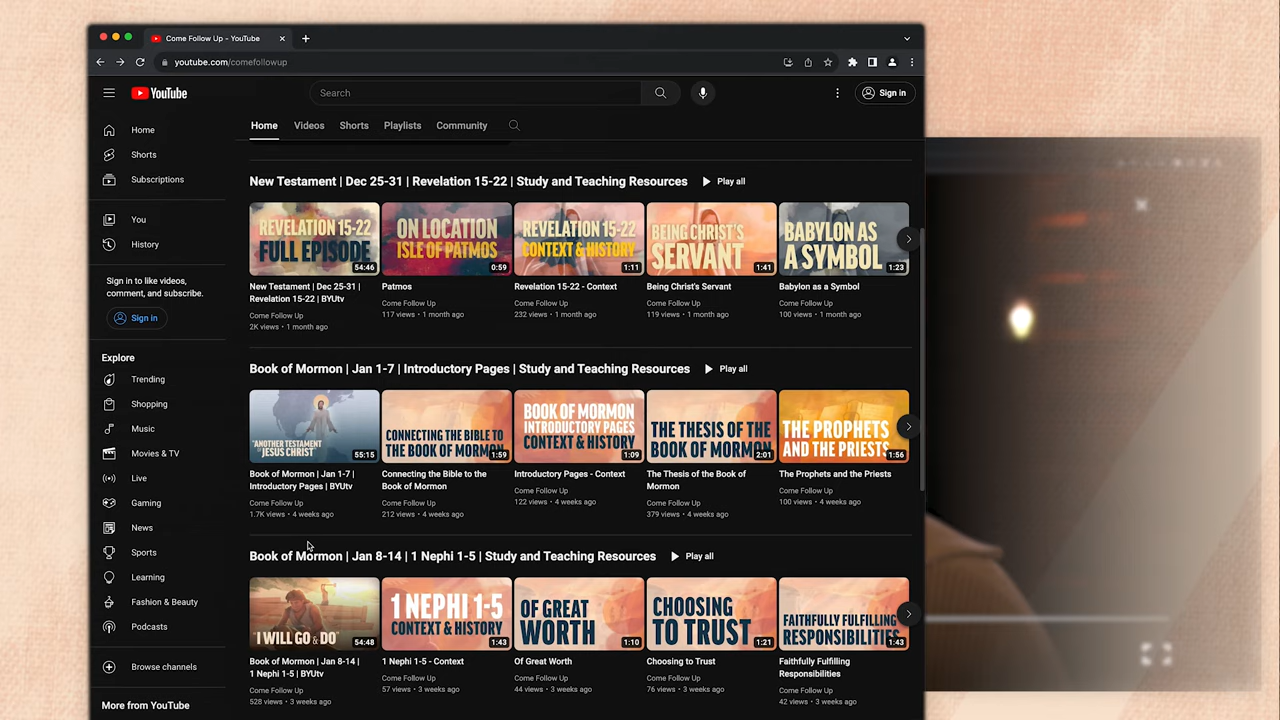 Come Follow Up - YouTube
youtube.com/comefollowup
YouTube
Search
Sign in
Home
Videos
Shorts
Playlists
Community
Home
Shorts
Subscriptions
You
History
Sign in to like videos,
comment, and subscribe.
Sign in
Explore
Trending
Shopping
Music
Movies & TV
Live
Gaming
News
Sports
Learning
Fashion & Beauty
Podcasts
Browse channels
More from YouTube
New Testament | Dec 25-31 | Revelation 15-22 | Study and Teaching Resources
Play all
REVELATION 15-22
FULL EPISODE
54:46
New Testament | Dec 25-31 |
Revelation 15-22 | BYUtv
Come Follow Up
2K views • 1 month ago
ON LOCATION
ISLE OF PATMOS
0:59
Patmos
Come Follow Up
117 views • 1 month ago
REVELATION 15-22
CONTEXT & HISTORY
1:11
Revelation 15-22 - Context
Come Follow Up
232 views • 1 month ago
BEING CHRIST'S
SERVANT
1:41
Being Christ's Servant
Come Follow Up
119 views • 1 month ago
BABYLON AS
A SYMBOL
1:23
Babylon as a Symbol
Come Follow Up
100 views • 1 month ago
Book of Mormon | Jan 1-7 | Introductory Pages | Study and Teaching Resources
Play all
"ANOTHER TESTAMENT
of JESUS CHRIST"
55:15
Book of Mormon | Jan 1-7 |
Introductory Pages | BYUtv
Come Follow Up
1.7K views • 4 weeks ago
CONNECTING THE BIBLE TO
THE BOOK OF MORMON
1:59
Connecting the Bible to the
Book of Mormon
Come Follow Up
212 views • 4 weeks ago
BOOK OF MORMON
INTRODUCTORY PAGES
CONTEXT & HISTORY
1:09
Introductory Pages - Context
Come Follow Up
122 views • 4 weeks ago
THE THESIS OF THE
BOOK OF MORMON
2:01
The Thesis of the Book of
Mormon
Come Follow Up
379 views • 4 weeks ago
THE PROPHETS
AND THE PRIESTS
1:56
The Prophets and the Priests
Come Follow Up
100 views • 4 weeks ago
Book of Mormon | Jan 8-14 | 1 Nephi 1-5 | Study and Teaching Resources
Play all
"I WILL GO & DO"
54:48
Book of Mormon | Jan 8-14 |
1 Nephi 1-5 | BYUtv
Come Follow Up
528 views • 3 weeks ago
1 NEPHI 1-5
CONTEXT & HISTORY
1:43
1 Nephi 1-5 - Context
Come Follow Up
57 views • 3 weeks ago
OF GREAT
WORTH
1:10
Of Great Worth
Come Follow Up
44 views • 3 weeks ago
CHOOSING
TO TRUST
1:21
Choosing to Trust
Come Follow Up
76 views • 3 weeks ago
FAITHFULLY FULFILLING
RESPONSIBILITIES
1:43
Faithfully Fulfilling
Responsibilities
Come Follow Up
42 views • 3 weeks ago